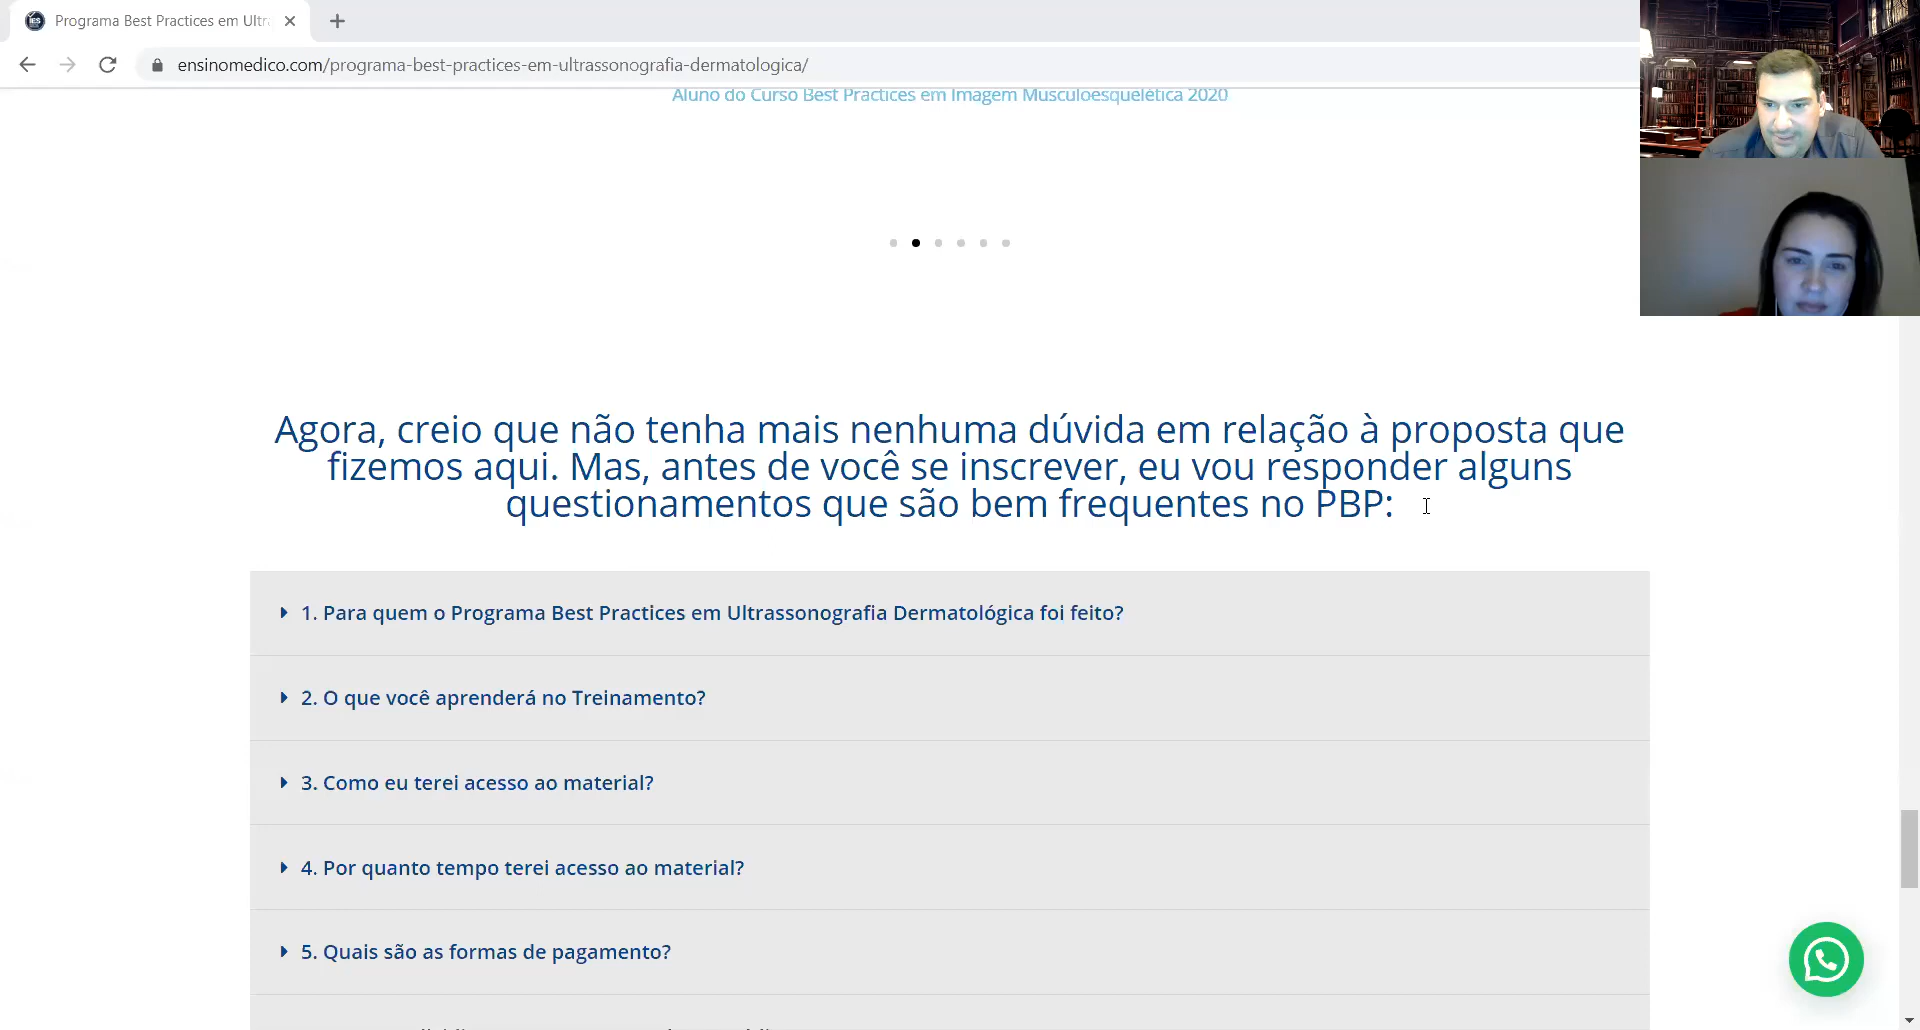 Programa Best Practices em Ultr
ensinomedico.com/programa-best-practices-em-ultrassonografia-dermatologica/
Aluno do Curso Best Practices em Imagem Musculoesquelética 2020
Agora, creio que não tenha mais nenhuma dúvida em relação à proposta que
fizemos aqui. Mas, antes de você se inscrever, eu vou responder alguns
questionamentos que são bem frequentes no PBP:
1. Para quem o Programa Best Practices em Ultrassonografia Dermatológica foi feito?
2. O que você aprenderá no Treinamento?
3. Como eu terei acesso ao material?
4. Por quanto tempo terei acesso ao material?
5. Quais são as formas de pagamento?